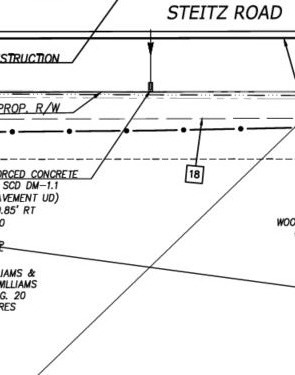 STEITZ ROAD
STRUCTION
PROP. R/W
ORCED CONCRETE
SCD DM-1.1
AVEMENT UD)
0.85' RT
18
WOO
IAMS &
WILLIAMS
G. 20
RES